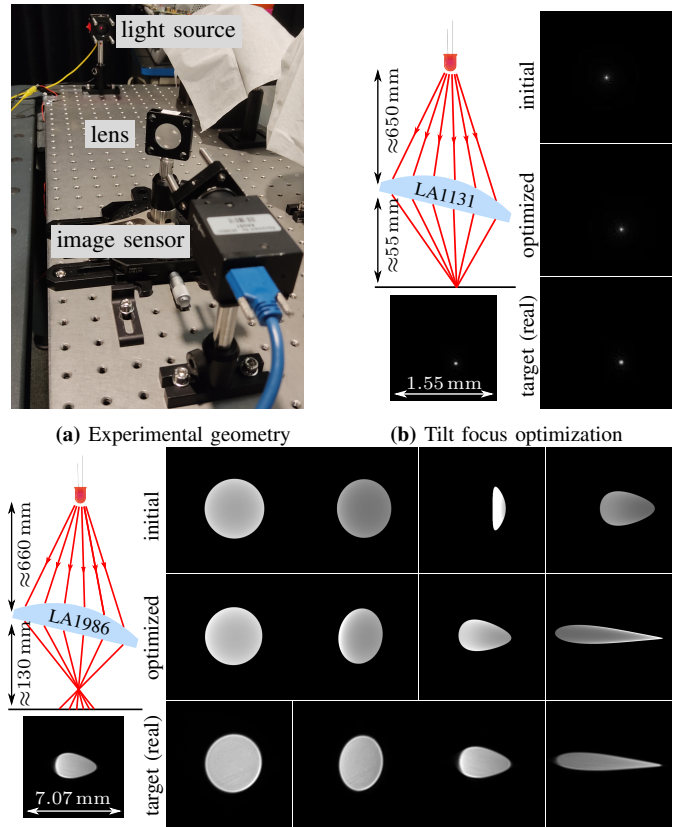 light source
lens
image sensor
(a) Experimental geometry
≈650 mm
LA1131
≈55 mm
1.55 mm
initial
optimized
target (real)
(b) Tilt focus optimization
≈660 mm
LA1986
≈130 mm
7.07 mm
initial
optimized
target (real)